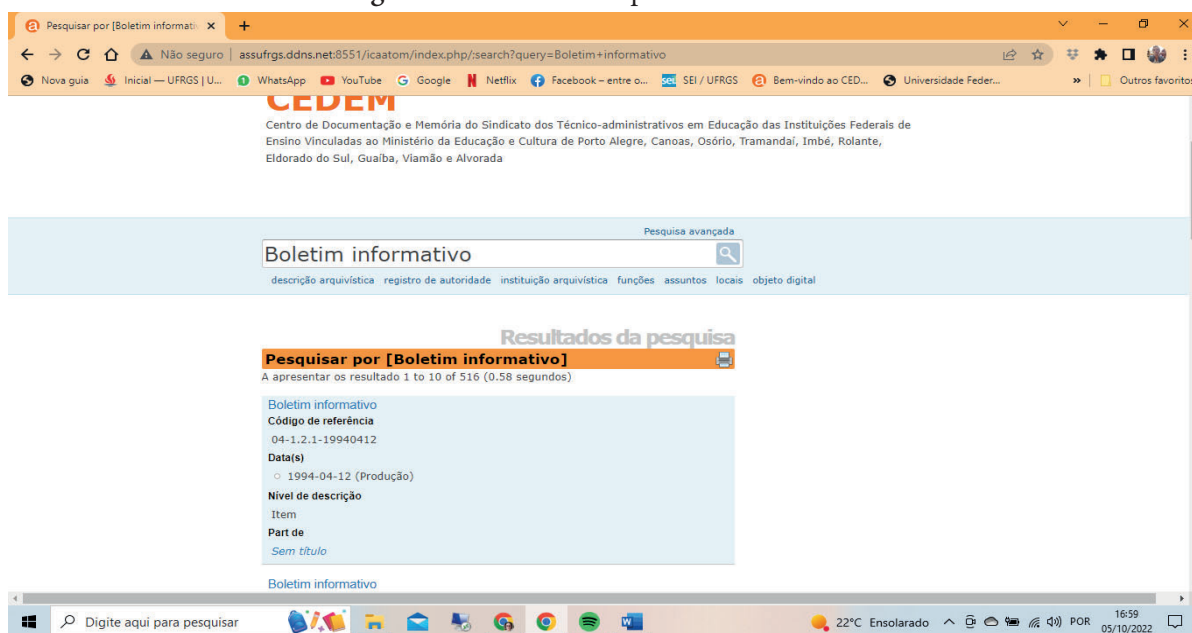 Pesquisar por [Boletim informati
Não seguro | assufrgs.ddns.net:8551/icaatom/index.php/;search?query=Boletim+informativo
Nova guia Inicial — UFRGS | U... WhatsApp YouTube Google Netflix Facebook – entre o... SEI / UFRGS Bem-vindo ao CED... Universidade Feder... » Outros favoritos
CEDEM
Centro de Documentação e Memória do Sindicato dos Técnico-administrativos em Educação das Instituições Federais de
Ensino Vinculadas ao Ministério da Educação e Cultura de Porto Alegre, Canoas, Osório, Tramandaí, Imbé, Rolante,
Eldorado do Sul, Guaíba, Viamão e Alvorada
Pesquisa avançada
Boletim informativo
descrição arquivística registro de autoridade instituição arquivística funções assuntos locais objeto digital
Resultados da pesquisa
Pesquisar por [Boletim informativo]
A apresentar os resultado 1 to 10 of 516 (0.58 segundos)
Boletim informativo
Código de referência
04-1.2.1-19940412
Data(s)
1994-04-12 (Produção)
Nível de descrição
Item
Part de
Sem título
Boletim informativo
Digite aqui para pesquisar 22°C Ensolarado POR 16:59
05/10/2022